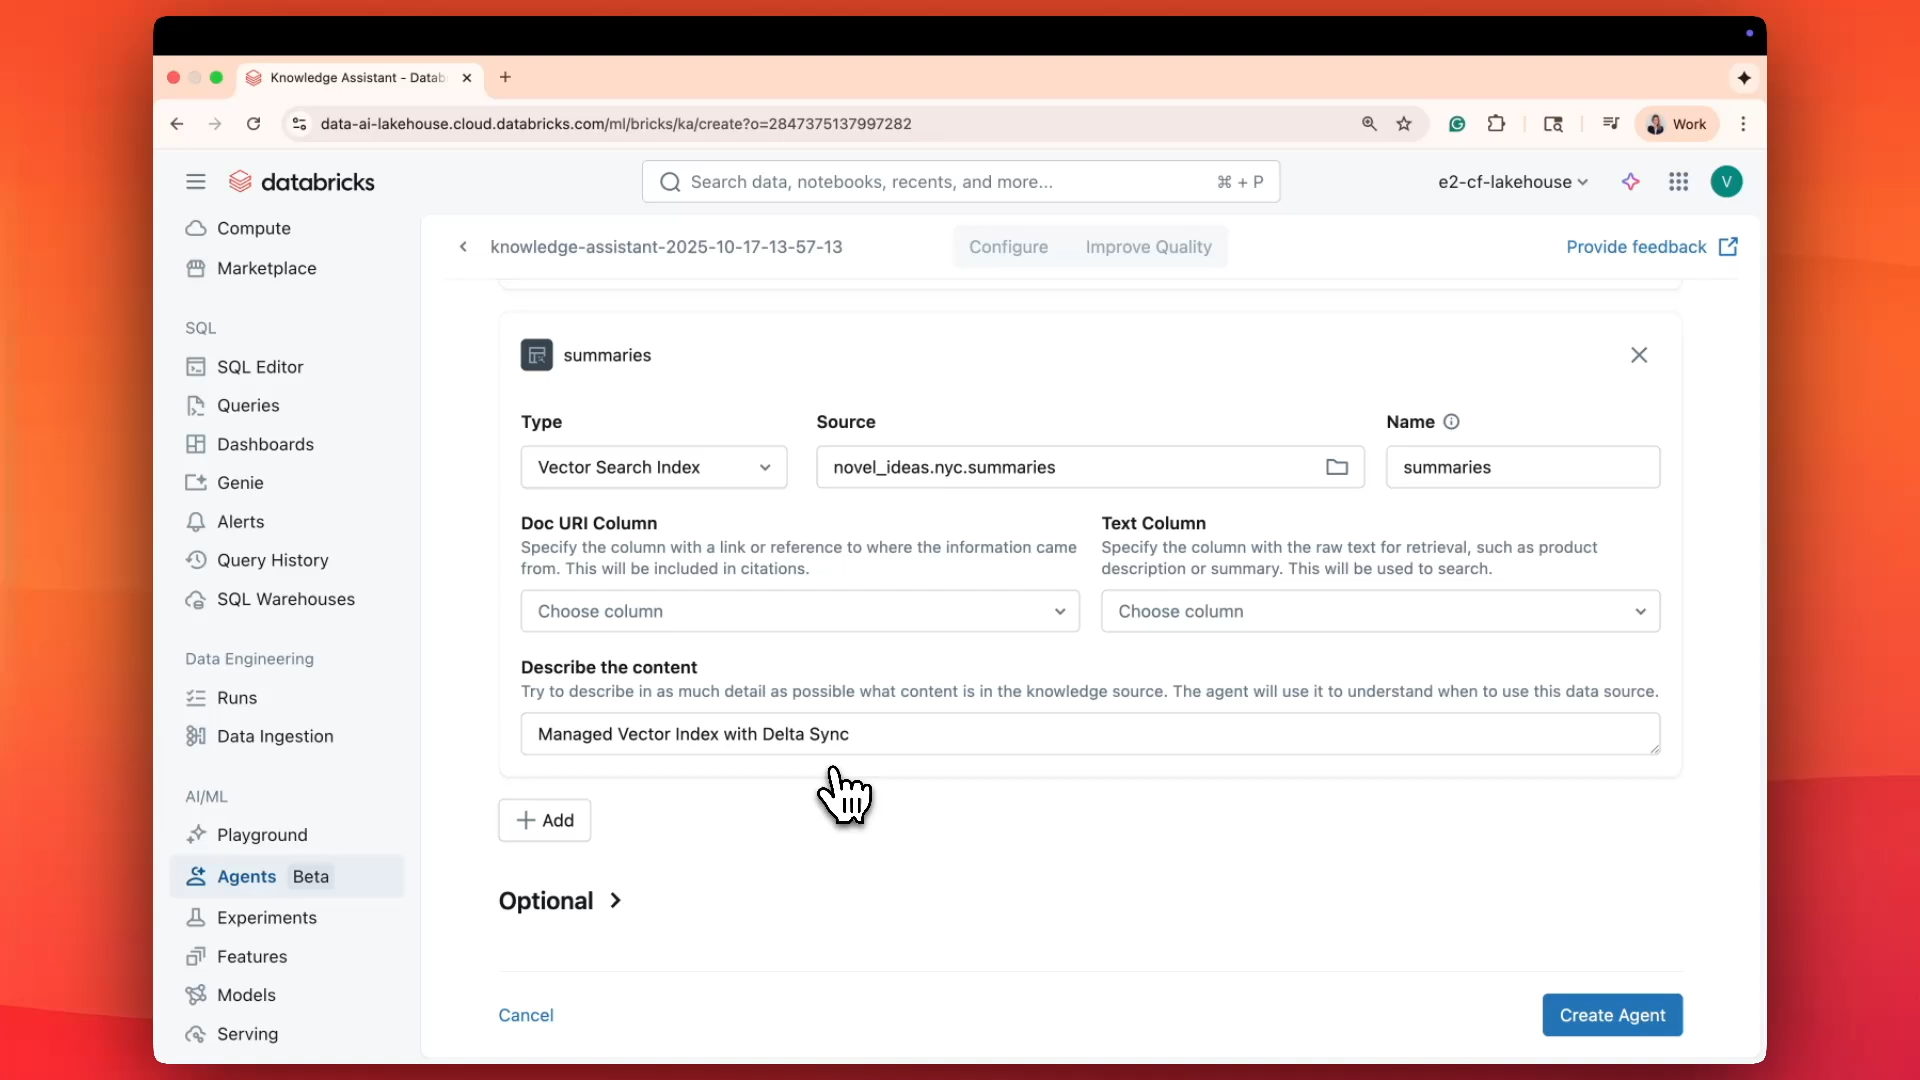 Knowledge Assistant - Datab
data-ai-lakehouse.cloud.databricks.com/ml/bricks/ka/create?o=2847375137997282
Work
databricks
Search data, notebooks, recents, and more...
⌘ + P
e2-cf-lakehouse
V
Compute
Marketplace
SQL
SQL Editor
Queries
Dashboards
Genie
Alerts
Query History
SQL Warehouses
Data Engineering
Runs
Data Ingestion
AI/ML
Playground
Agents Beta
Experiments
Features
Models
Serving
knowledge-assistant-2025-10-17-13-57-13
Configure
Improve Quality
Provide feedback
summaries
Type
Source
Name
Vector Search Index
novel_ideas.nyc.summaries
summaries
Doc URI Column
Specify the column with a link or reference to where the information came
from. This will be included in citations.
Choose column
Text Column
Specify the column with the raw text for retrieval, such as product
description or summary. This will be used to search.
Choose column
Describe the content
Try to describe in as much detail as possible what content is in the knowledge source. The agent will use it to understand when to use this data source.
Managed Vector Index with Delta Sync
Add
Optional
Cancel
Create Agent